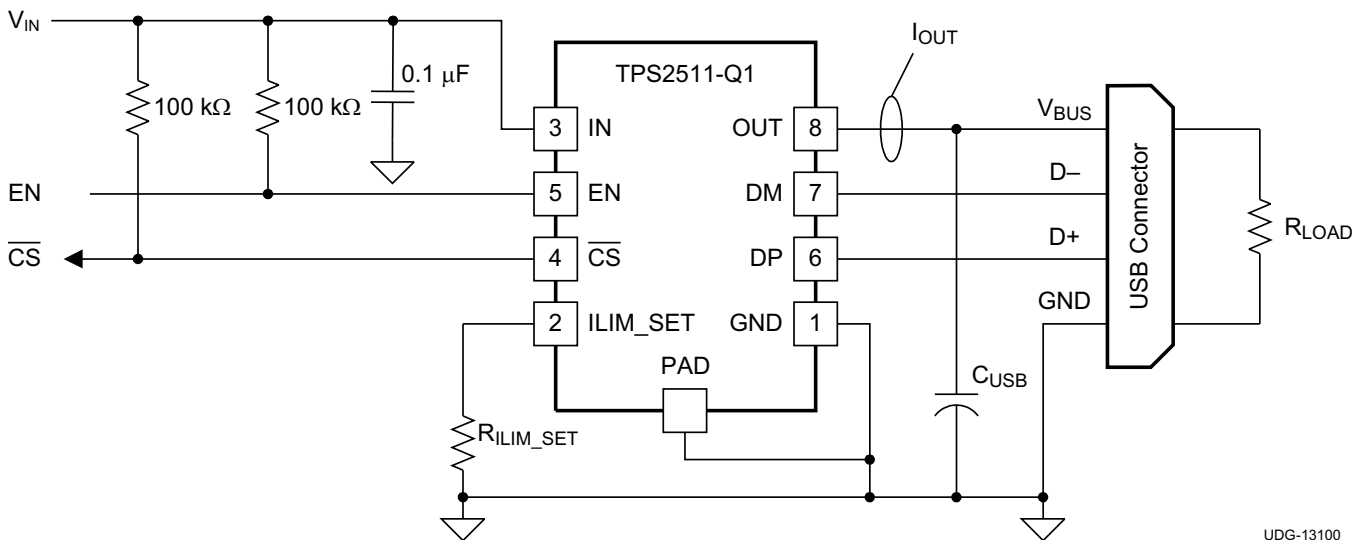 V_IN
I_OUT
0.1 μF
TPS2511-Q1
100 kΩ
100 kΩ
3 IN
OUT 8
V_BUS
EN
5 EN
DM 7
D–
R_LOAD
CS
4 CS
DP 6
D+
USB Connector
2 ILIM_SET
GND 1
GND
PAD
C_USB
R_ILIM_SET
UDG-13100